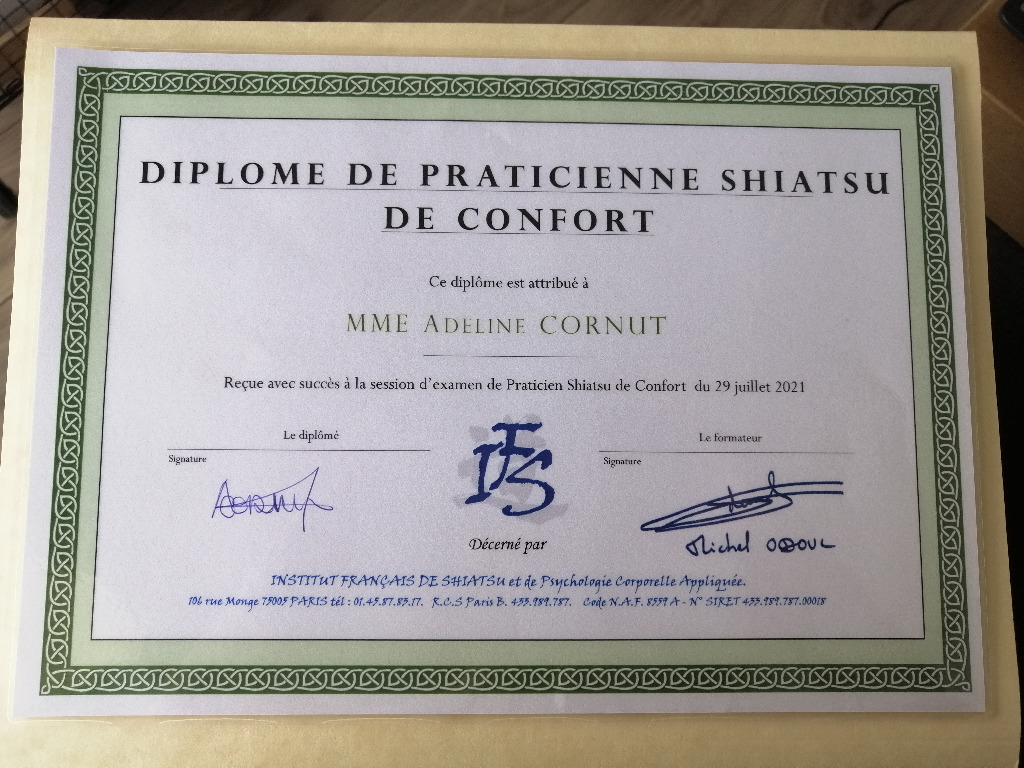 DIPLOME DE PRATICIENNE SHIATSU
DE CONFORT
Ce diplôme est attribué à
MME ADELINE CORNUT
Reçue avec succès à la session d'examen de Praticien Shiatsu de Confort du 29 juillet 2021
Le diplômé
Le formateur
Signature
Signature
IFS
Michel ODOUL
Décerné par
INSTITUT FRANÇAIS DE SHIATSU et de Psychologie Corporelle Appliquée.
106 rue Monge 75005 PARIS tél : 01.45.87.83.17. R.C.S Paris B. 433.989.787. Code N.A.F. 8559 A - N° SIRET 433.989.787.00018